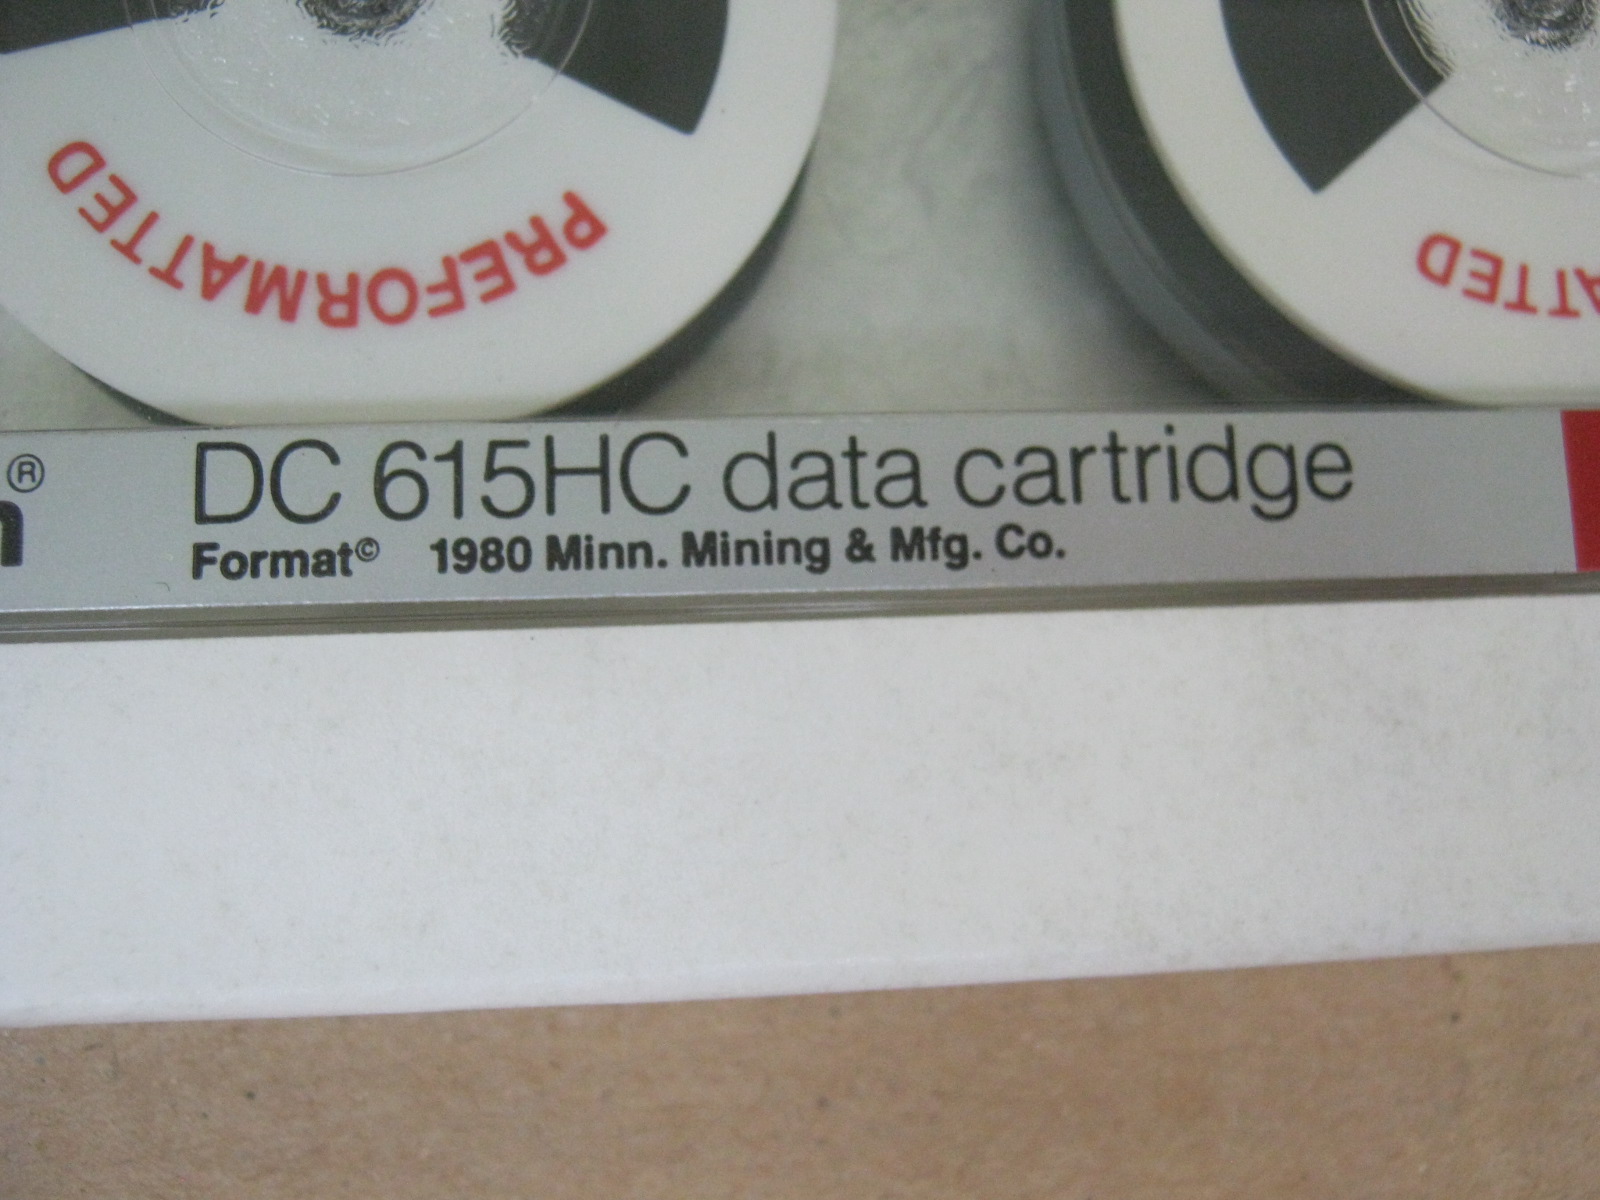 PREFORMATTED
DC 615HC data cartridge
Format© 1980 Minn. Mining & Mfg. Co.